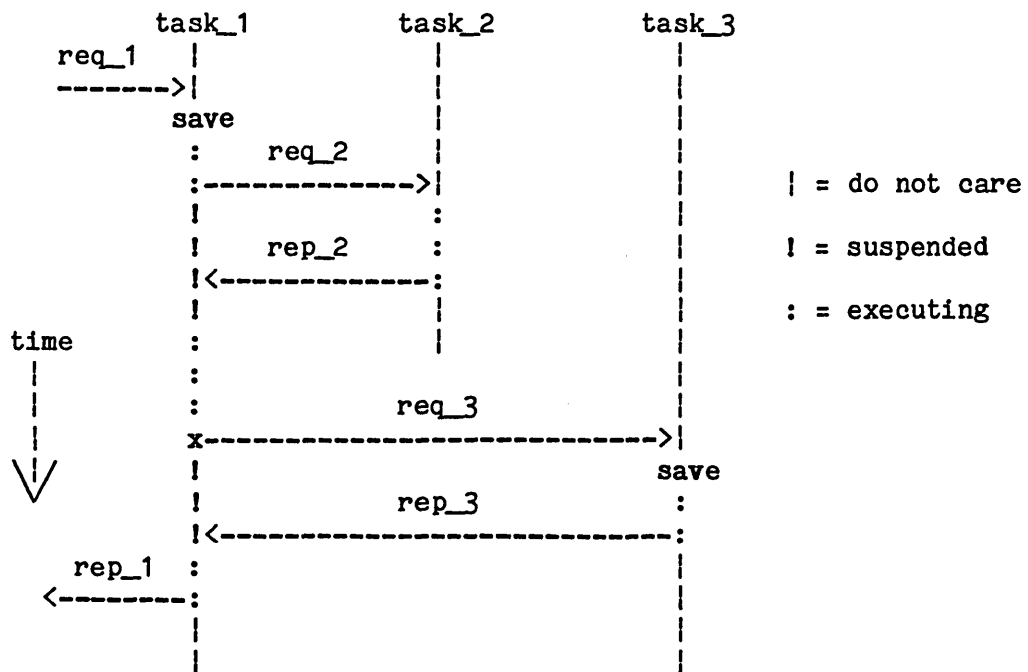 task_1 task_2 task_3
req_1
save
req_2
| = do not care
! = suspended
rep_2
: = executing
time
req_3
x
save
rep_3
rep_1